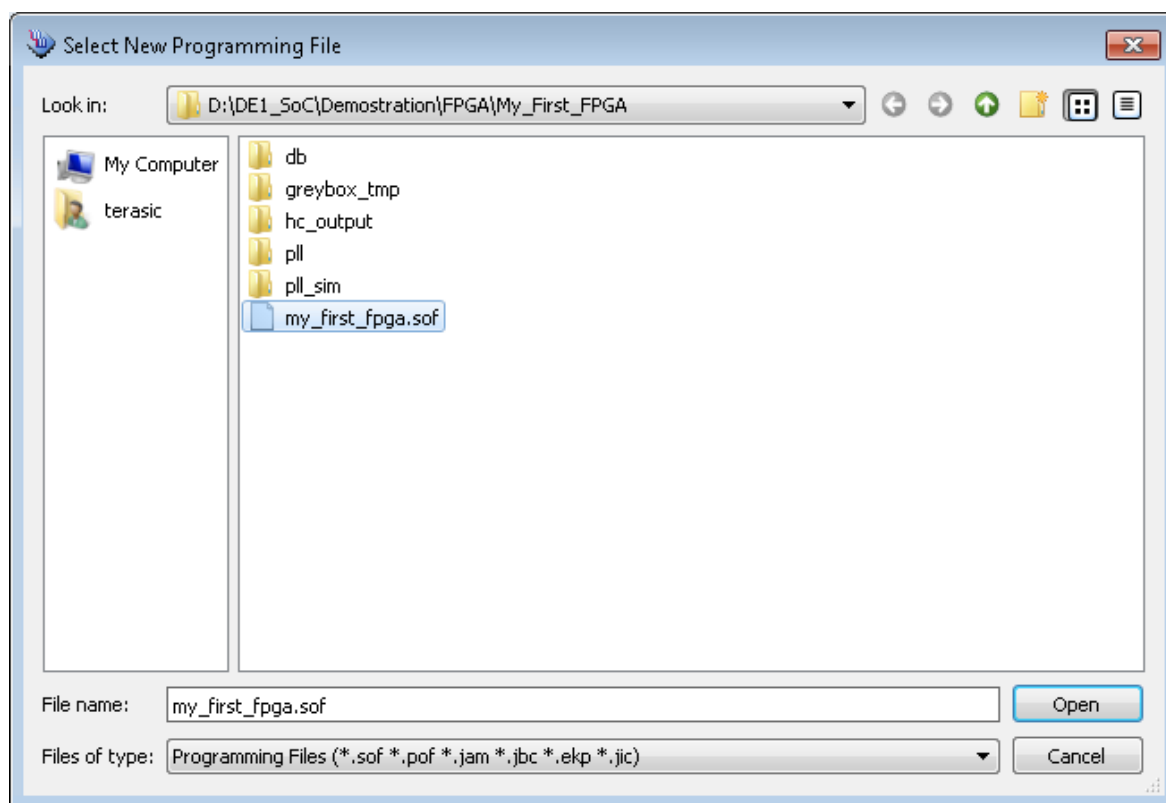 Select New Programming File
Look in: D:\DE1_SoC\Demostration\FPGA\My_First_FPGA
My Computer
terasic
db
greybox_tmp
hc_output
pll
pll_sim
my_first_fpga.sof
File name: my_first_fpga.sof Open
Files of type: Programming Files (*.sof *.pof *.jam *.jbc *.ekp *.jic) Cancel